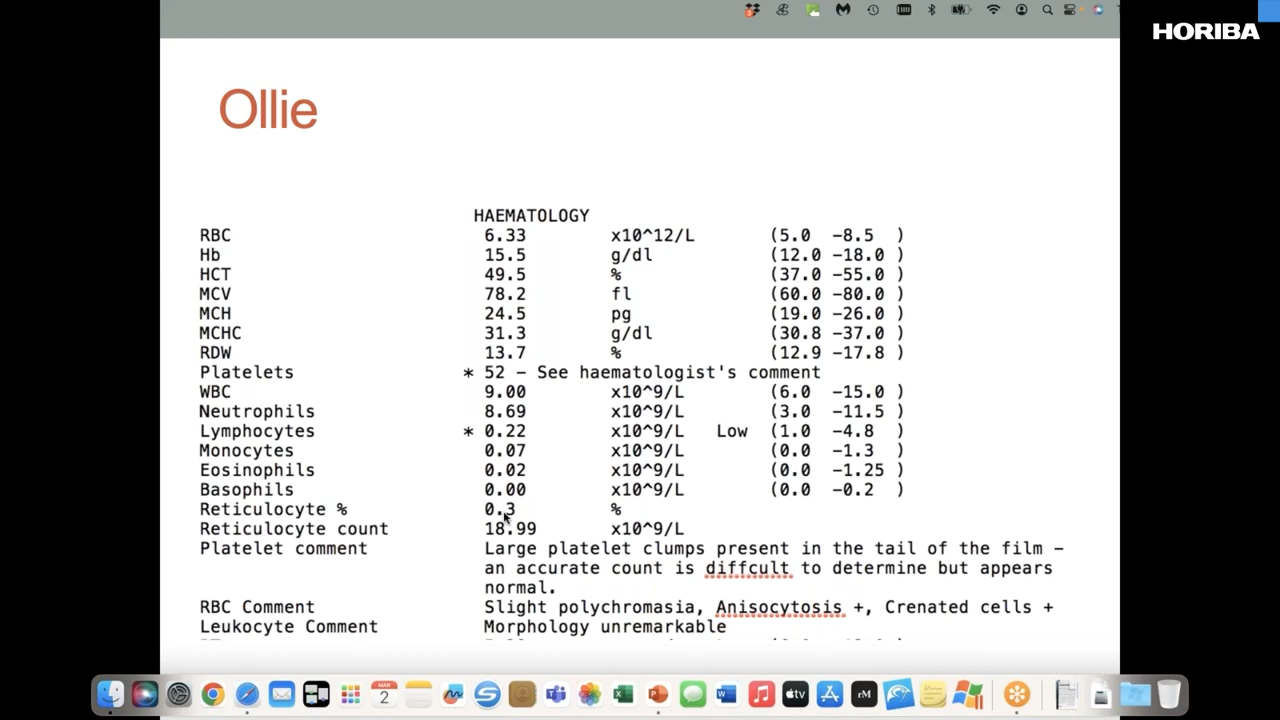 HORIBA
Ollie
HAEMATOLOGY
RBC 6.33 x10^12/L (5.0 -8.5 )
Hb 15.5 g/dl (12.0 -18.0 )
HCT 49.5 % (37.0 -55.0 )
MCV 78.2 fl (60.0 -80.0 )
MCH 24.5 pg (19.0 -26.0 )
MCHC 31.3 g/dl (30.8 -37.0 )
RDW 13.7 % (12.9 -17.8 )
Platelets * 52 - See haematologist's comment
WBC 9.00 x10^9/L (6.0 -15.0 )
Neutrophils 8.69 x10^9/L (3.0 -11.5 )
Lymphocytes * 0.22 x10^9/L Low (1.0 -4.8 )
Monocytes 0.07 x10^9/L (0.0 -1.3 )
Eosinophils 0.02 x10^9/L (0.0 -1.25 )
Basophils 0.00 x10^9/L (0.0 -0.2 )
Reticulocyte % 0.3 %
Reticulocyte count 18.99 x10^9/L
Platelet comment Large platelet clumps present in the tail of the film -
an accurate count is diffcult to determine but appears
normal.
RBC Comment Slight polychromasia, Anisocytosis +, Crenated cells +
Leukocyte Comment Morphology unremarkable
MAR
2
tv
rM